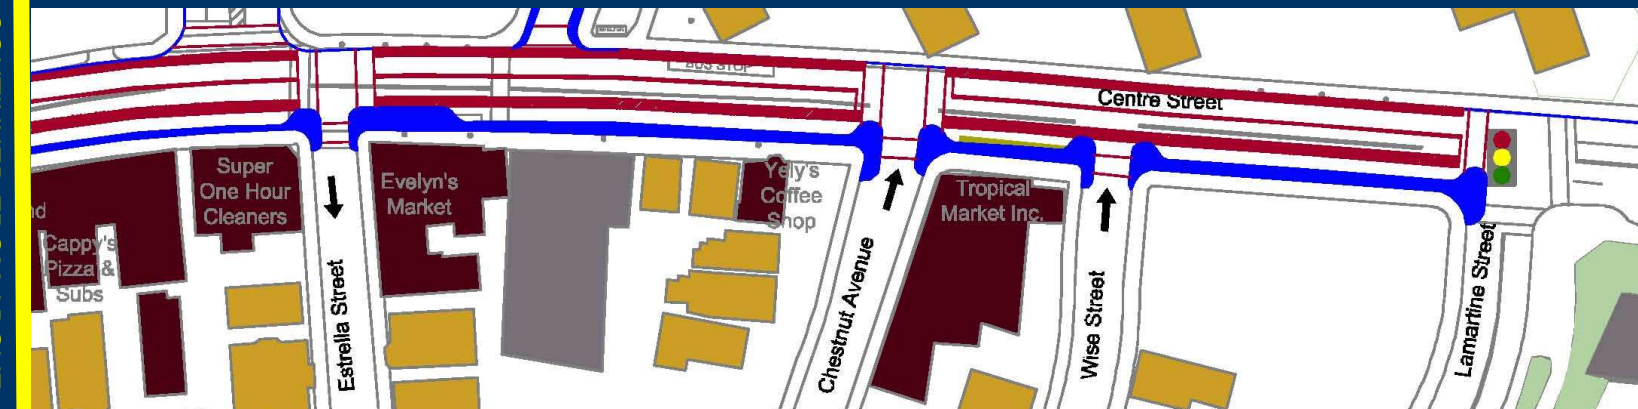 BUS STOP
Centre Street
Super
One Hour
Cleaners
Evelyn's
Market
Yely's
Coffee
Shop
Tropical
Market Inc.
Cappy's
Pizza &
Subs
Estrella Street
Chestnut Avenue
Wise Street
Lamartine Street